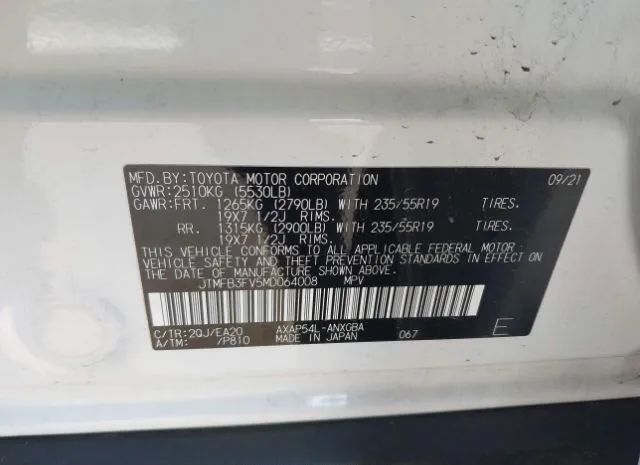 MFD.BY:TOYOTA MOTOR CORPORATION 09/21
GVWR:2510KG (5530LB)
GAWR:FRT. 1265KG (2790LB) WITH 235/55R19 TIRES,
19X7 1/2J RIMS.
RR. 1315KG (2900LB) WITH 235/55R19 TIRES,
19X7 1/2J RIMS.
THIS VEHICLE CONFORMS TO ALL APPLICABLE FEDERAL MOTOR
VEHICLE SAFETY AND THEFT PREVENTION STANDARDS IN EFFECT ON
THE DATE OF MANUFACTURE SHOWN ABOVE.
JTMFB3FV5MD064008 MPV
C/TR:2QJ/EA20 AXAP54L-ANXGBA
A/TM: /P810 MADE IN JAPAN 067 E